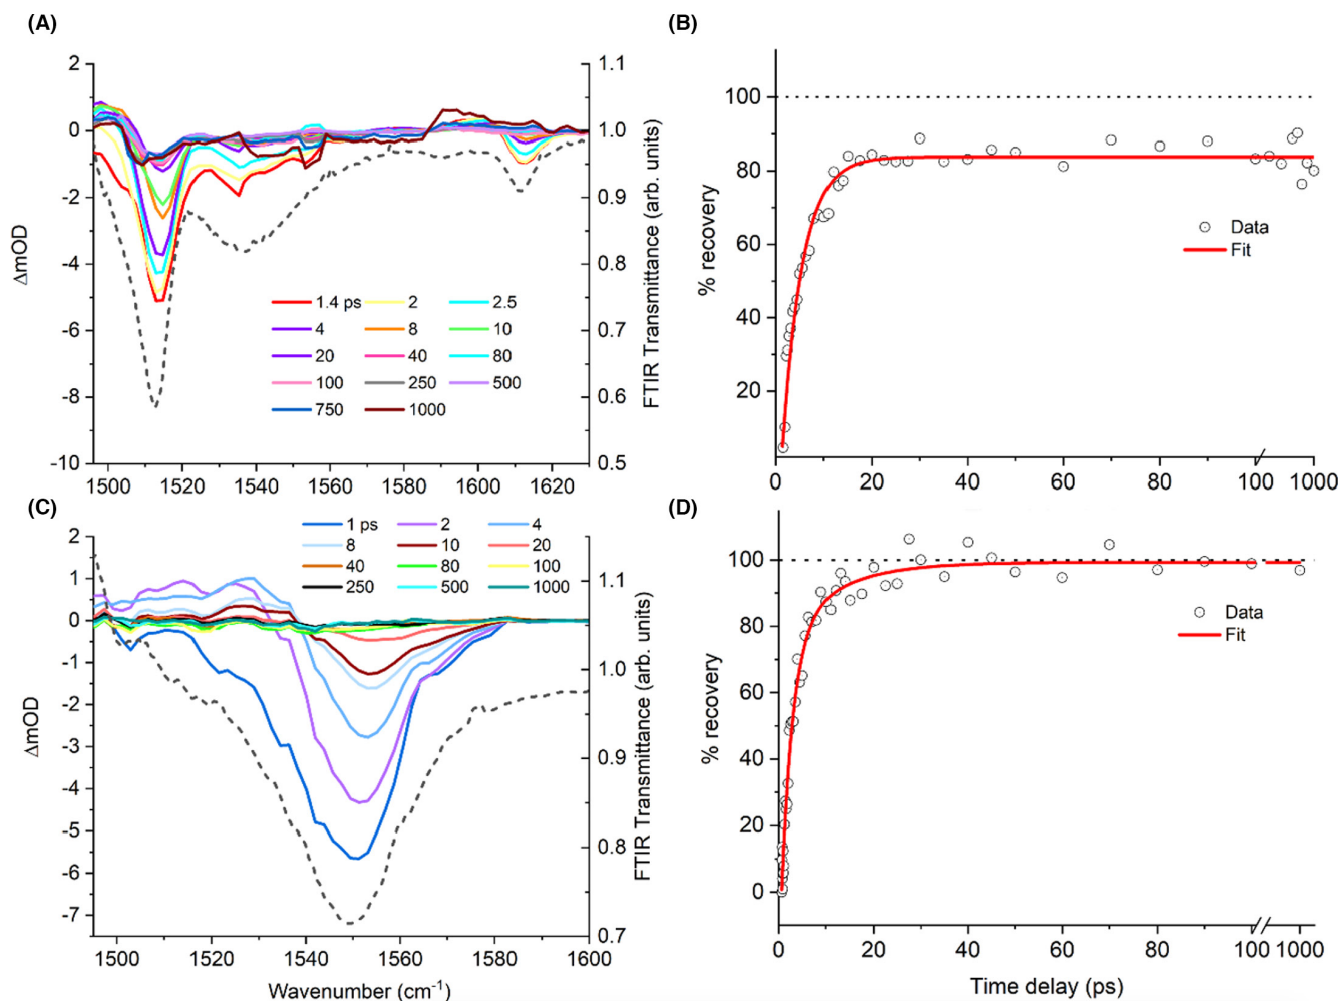 (A)
2
0
-2
-4
-6
-8
-10
ΔmOD
1.1
1.0
0.9
0.8
0.7
0.6
0.5
FTIR Transmittance (arb. units)
1.4 ps 2 2.5
4 8 10
20 40 80
100 250 500
750 1000
1500 1520 1540 1560 1580 1600 1620
(B)
100
80
60
40
20
% recovery
Data
Fit
0 20 40 60 80 100 1000
(C)
2
1
0
-1
-2
-3
-4
-5
-6
-7
ΔmOD
1.1
1.0
0.9
0.8
0.7
FTIR Transmittance (arb. units)
1 ps 2 4
8 10 20
40 80 100
250 500 1000
1500 1520 1540 1560 1580 1600
Wavenumber (cm⁻¹)
(D)
100
80
60
40
20
0
% recovery
Data
Fit
0 20 40 60 80 100 1000
Time delay (ps)